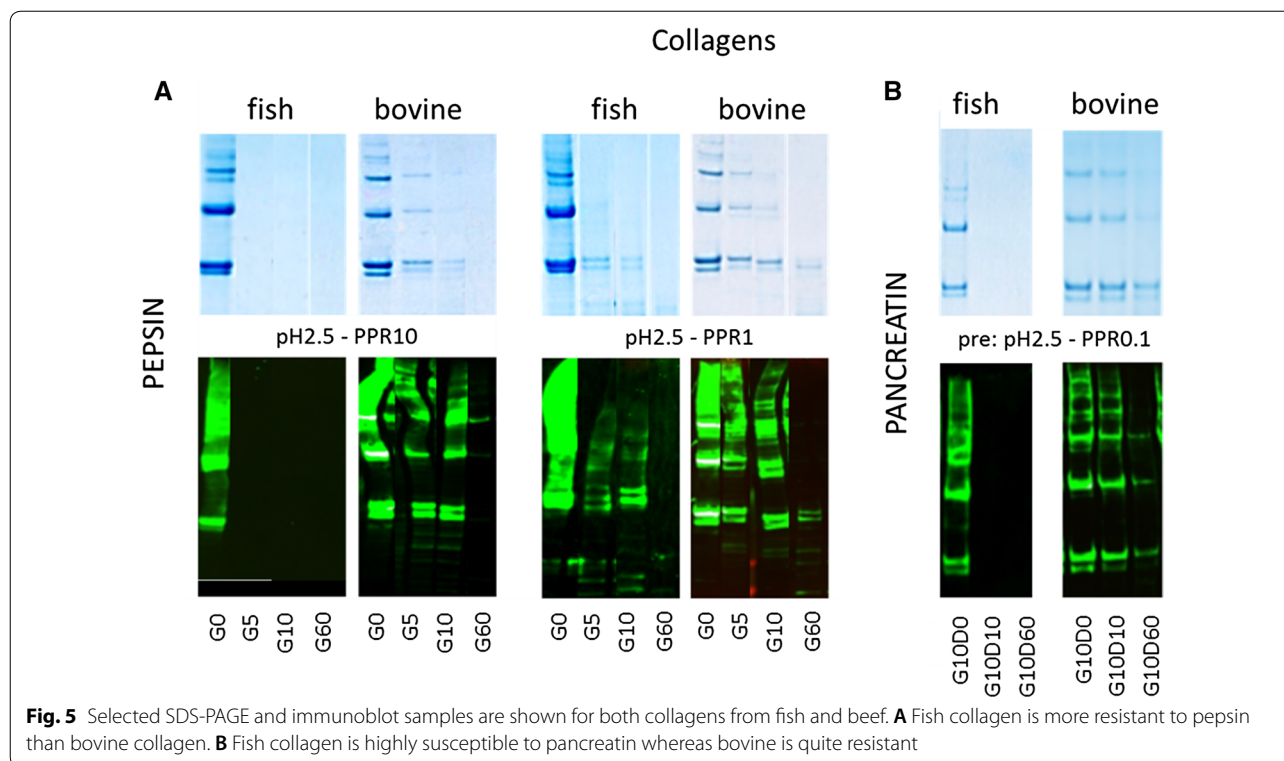 Collagens
A
B
fish
bovine
fish
bovine
fish
bovine
PEPSIN
pH2.5 - PPR10
pH2.5 - PPR1
PANCREATIN
pre: pH2.5 - PPR0.1
G0
G5
G10
G60
G0
G5
G10
G60
G0
G5
G10
G60
G0
G5
G10
G60
G10D0
G10D10
G10D60
G10D0
G10D10
G10D60
Fig. 5 Selected SDS-PAGE and immunoblot samples are shown for both collagens from fish and beef. A Fish collagen is more resistant to pepsin
than bovine collagen. B Fish collagen is highly susceptible to pancreatin whereas bovine is quite resistant